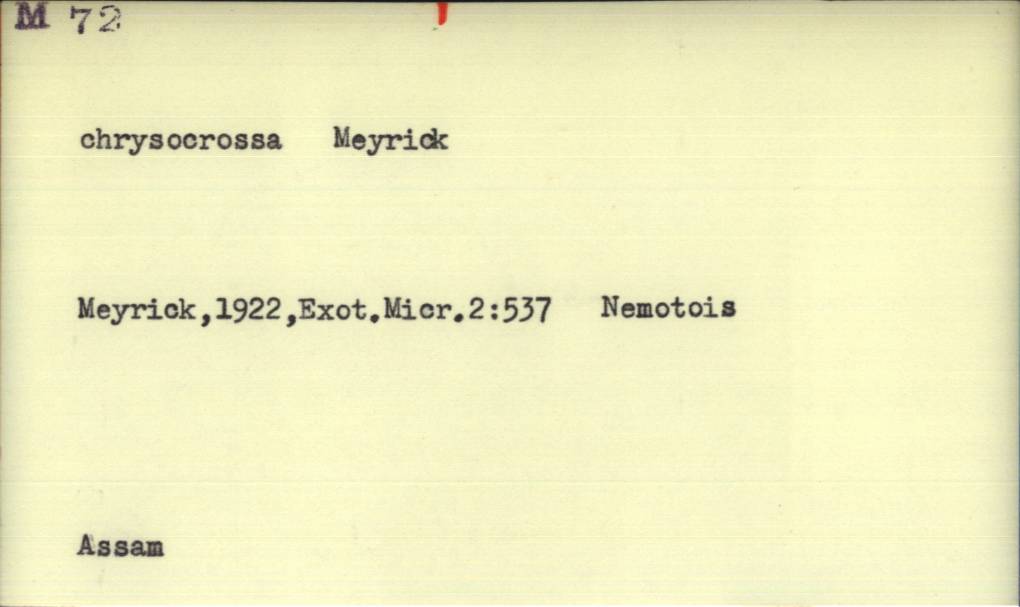 M 72
chrysocrossa Meyrick
Meyrick,1922,Exot.Micr.2:537 Nemotois
Assam